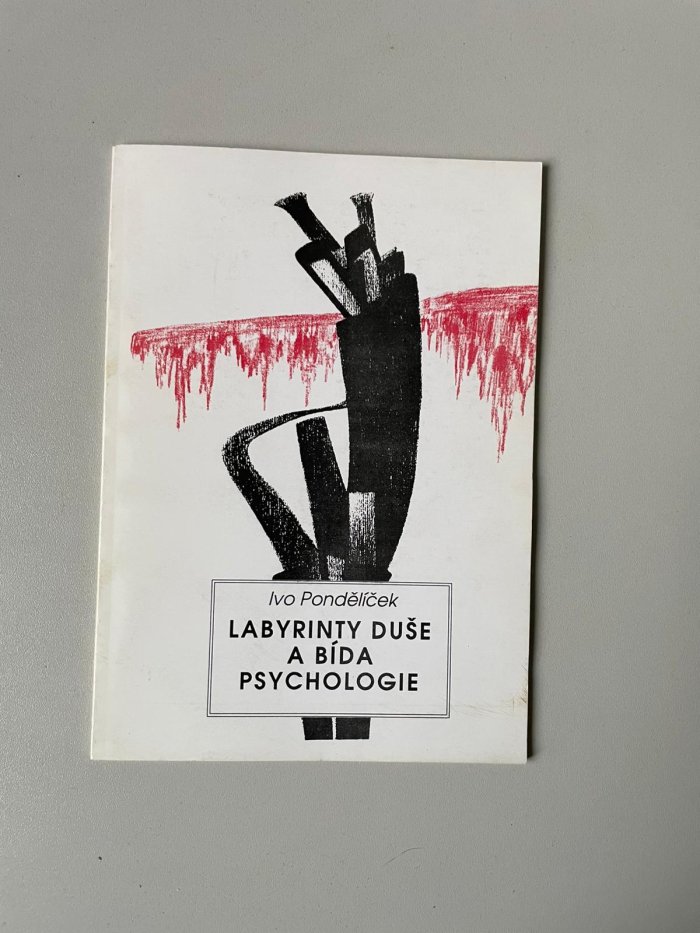 Ivo Pondělíček
LABYRINTY DUŠE
A BÍDA
PSYCHOLOGIE